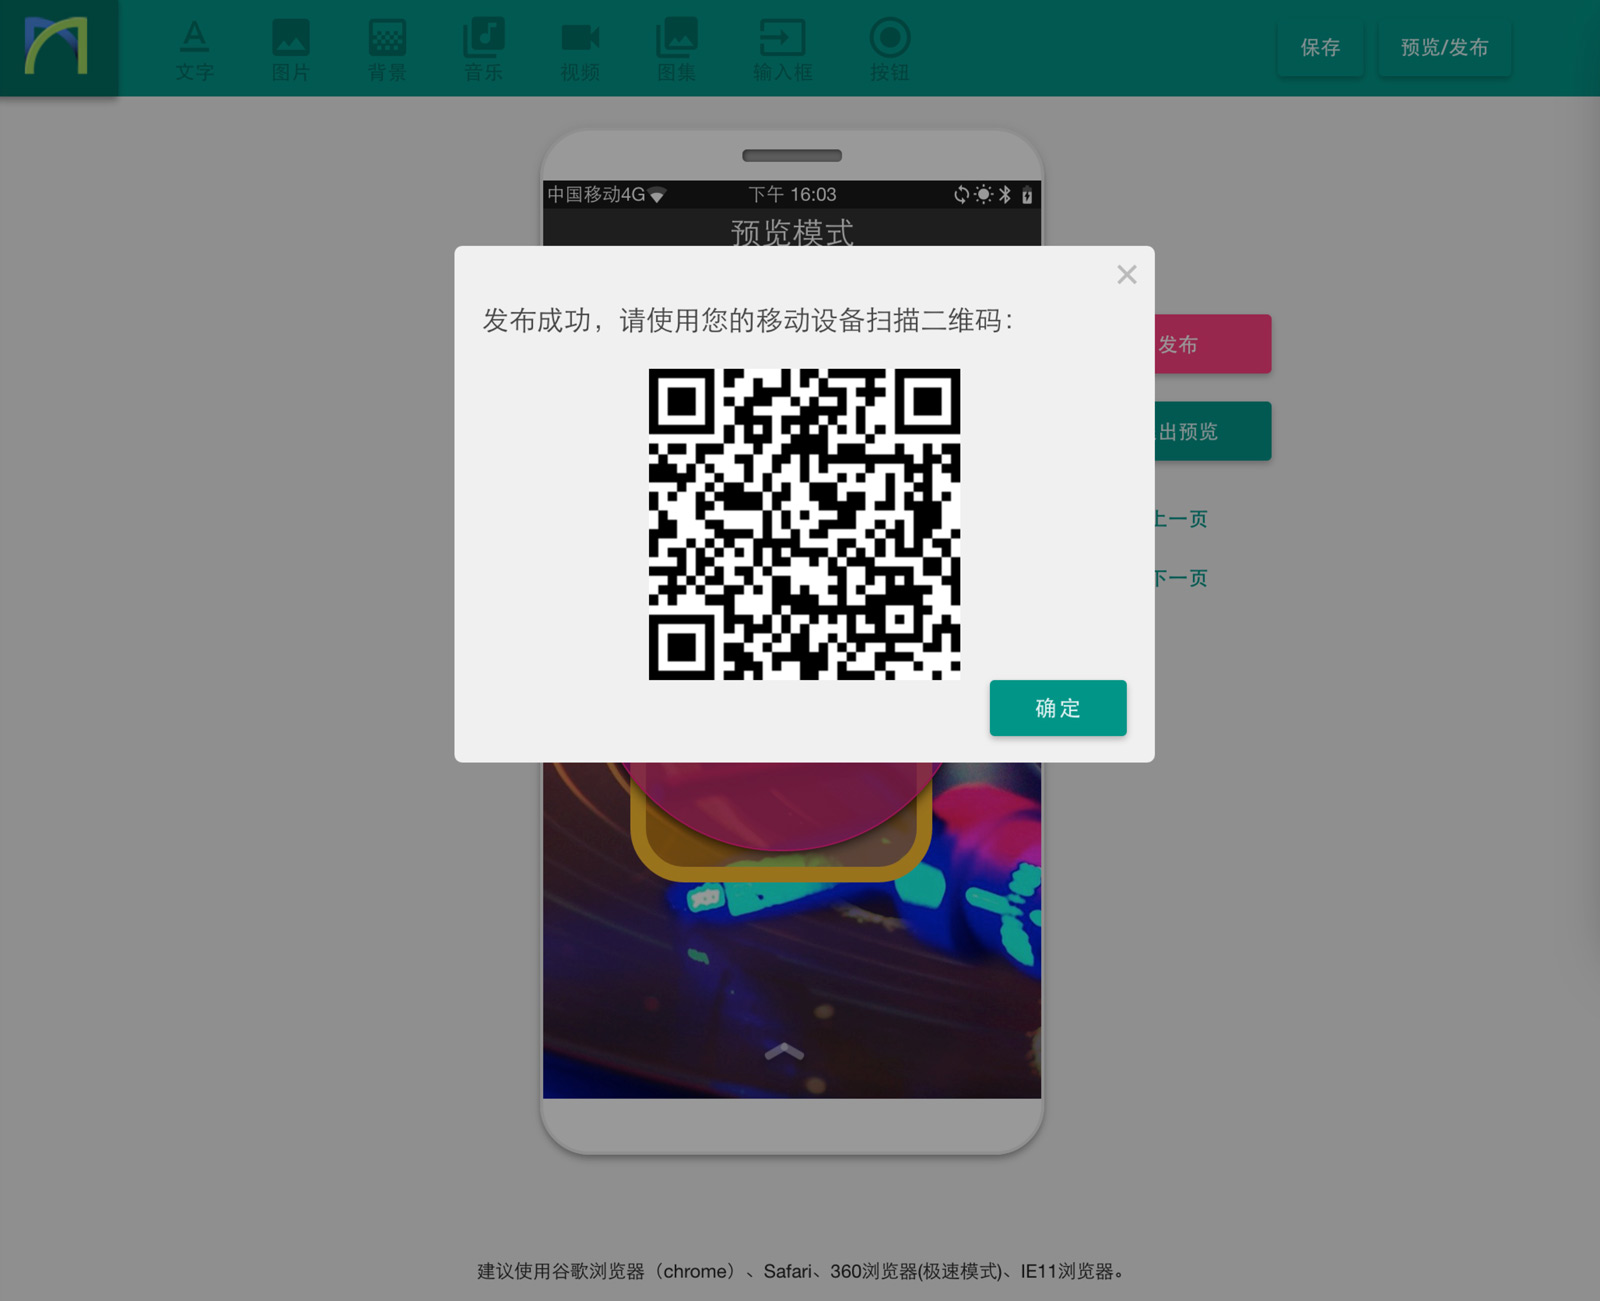 文字
图片
背景
音乐
视频
图集
输入框
按钮
保存
预览/发布
中国移动4G
下午 16:03
预览模式
发布成功，请使用您的移动设备扫描二维码：
发布
出预览
上一页
下一页
确定
建议使用谷歌浏览器（chrome）、Safari、360浏览器(极速模式)、IE11浏览器。